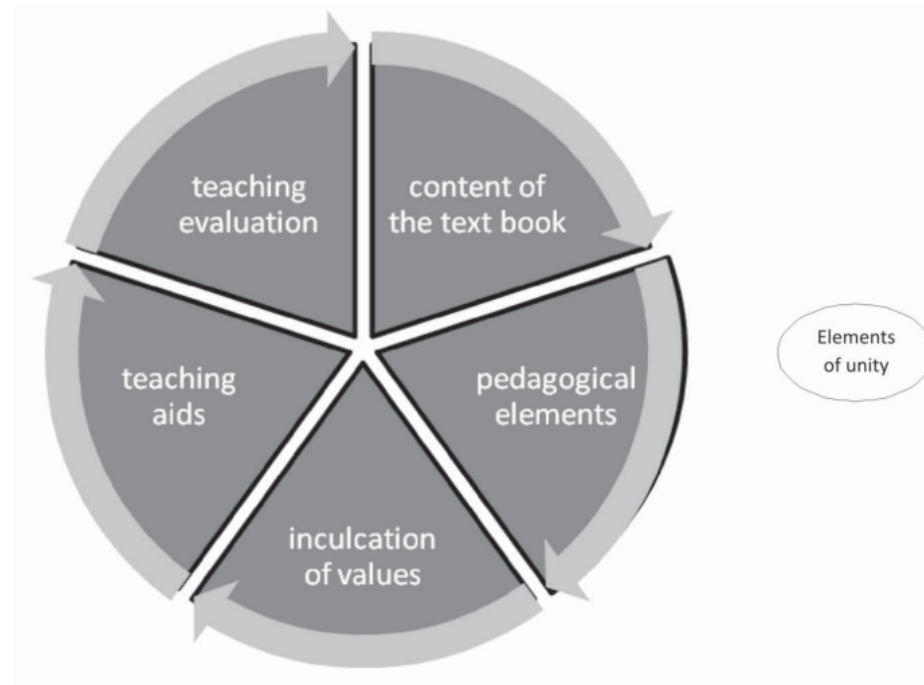 teaching
evaluation
content of
the text book
pedagogical
elements
inculcation
of values
teaching
aids
Elements
of unity